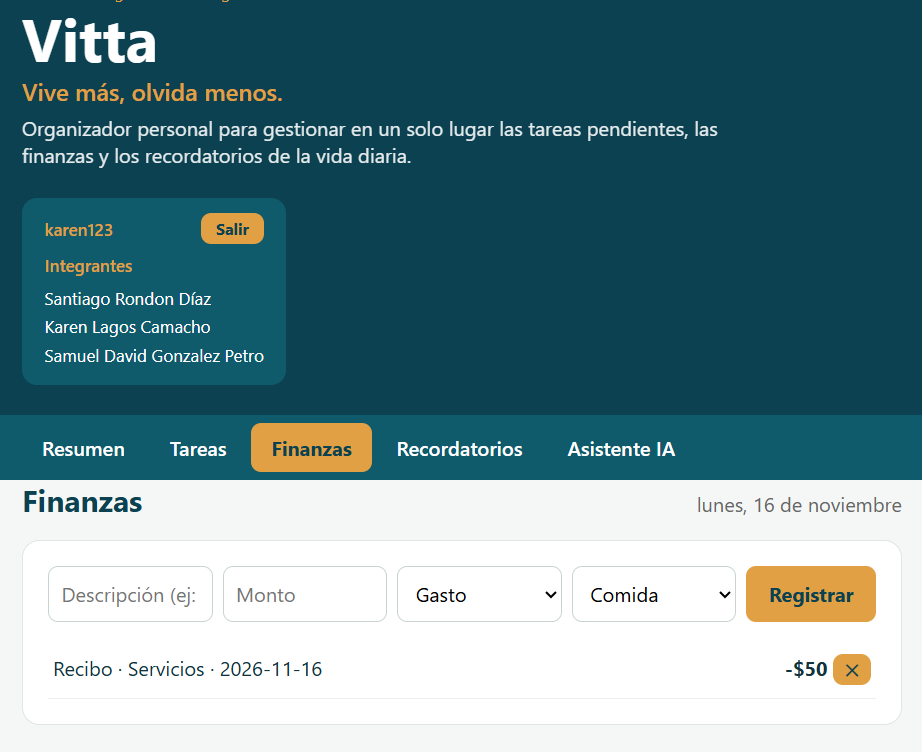 Vitta
Vive más, olvida menos.
Organizador personal para gestionar en un solo lugar las tareas pendientes, las
finanzas y los recordatorios de la vida diaria.
karen123 Salir
Integrantes
Santiago Rondon Díaz
Karen Lagos Camacho
Samuel David Gonzalez Petro
Resumen Tareas Finanzas Recordatorios Asistente IA
Finanzas lunes, 16 de noviembre
Descripción (ej: Monto Gasto Comida Registrar
Recibo · Servicios · 2026-11-16 -$50 ×